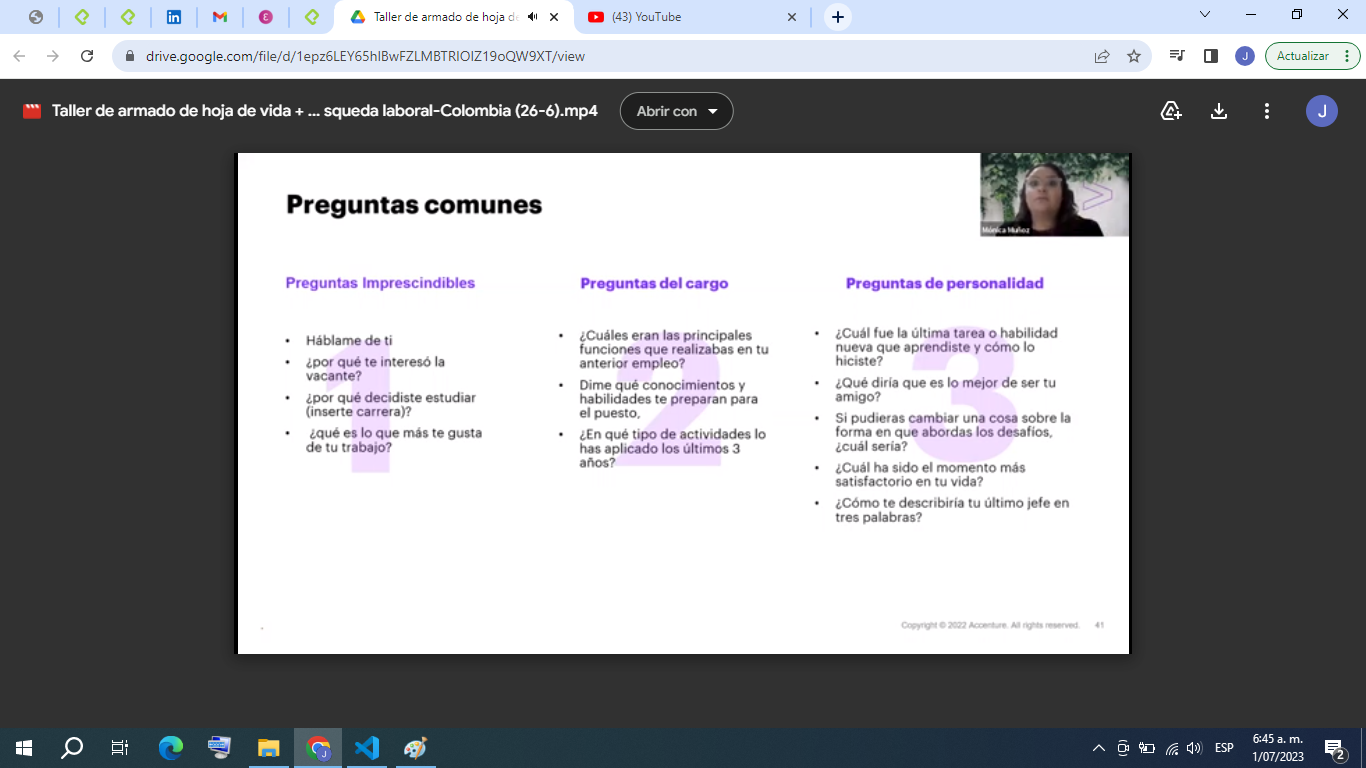 Taller de armado de hoja de
(43) YouTube
drive.google.com/file/d/1epz6LEY65hIBwFZLMBTRIOIZ19oQW9XT/view
J
Actualizar
Taller de armado de hoja de vida + ... squeda laboral-Colombia (26-6).mp4
Abrir con
J
Preguntas comunes
Mónica Muñoz
Preguntas Imprescindibles
• Háblame de ti
• ¿por qué te interesó la
vacante?
• ¿por qué decidiste estudiar
(inserte carrera)?
• ¿qué es lo que más te gusta
de tu trabajo?
1
Preguntas del cargo
• ¿Cuáles eran las principales
funciones que realizabas en tu
anterior empleo?
• Dime qué conocimientos y
habilidades te preparan para
el puesto,
• ¿En qué tipo de actividades lo
has aplicado los últimos 3
años?
2
Preguntas de personalidad
• ¿Cuál fue la última tarea o habilidad
nueva que aprendiste y cómo lo
hiciste?
• ¿Qué diría que es lo mejor de ser tu
amigo?
• Si pudieras cambiar una cosa sobre la
forma en que abordas los desafíos,
¿cuál sería?
• ¿Cuál ha sido el momento más
satisfactorio en tu vida?
• ¿Cómo te describiría tu último jefe en
tres palabras?
3
Copyright © 2022 Accenture. All rights reserved. 41
ESP
6:45 a. m.
1/07/2023
2